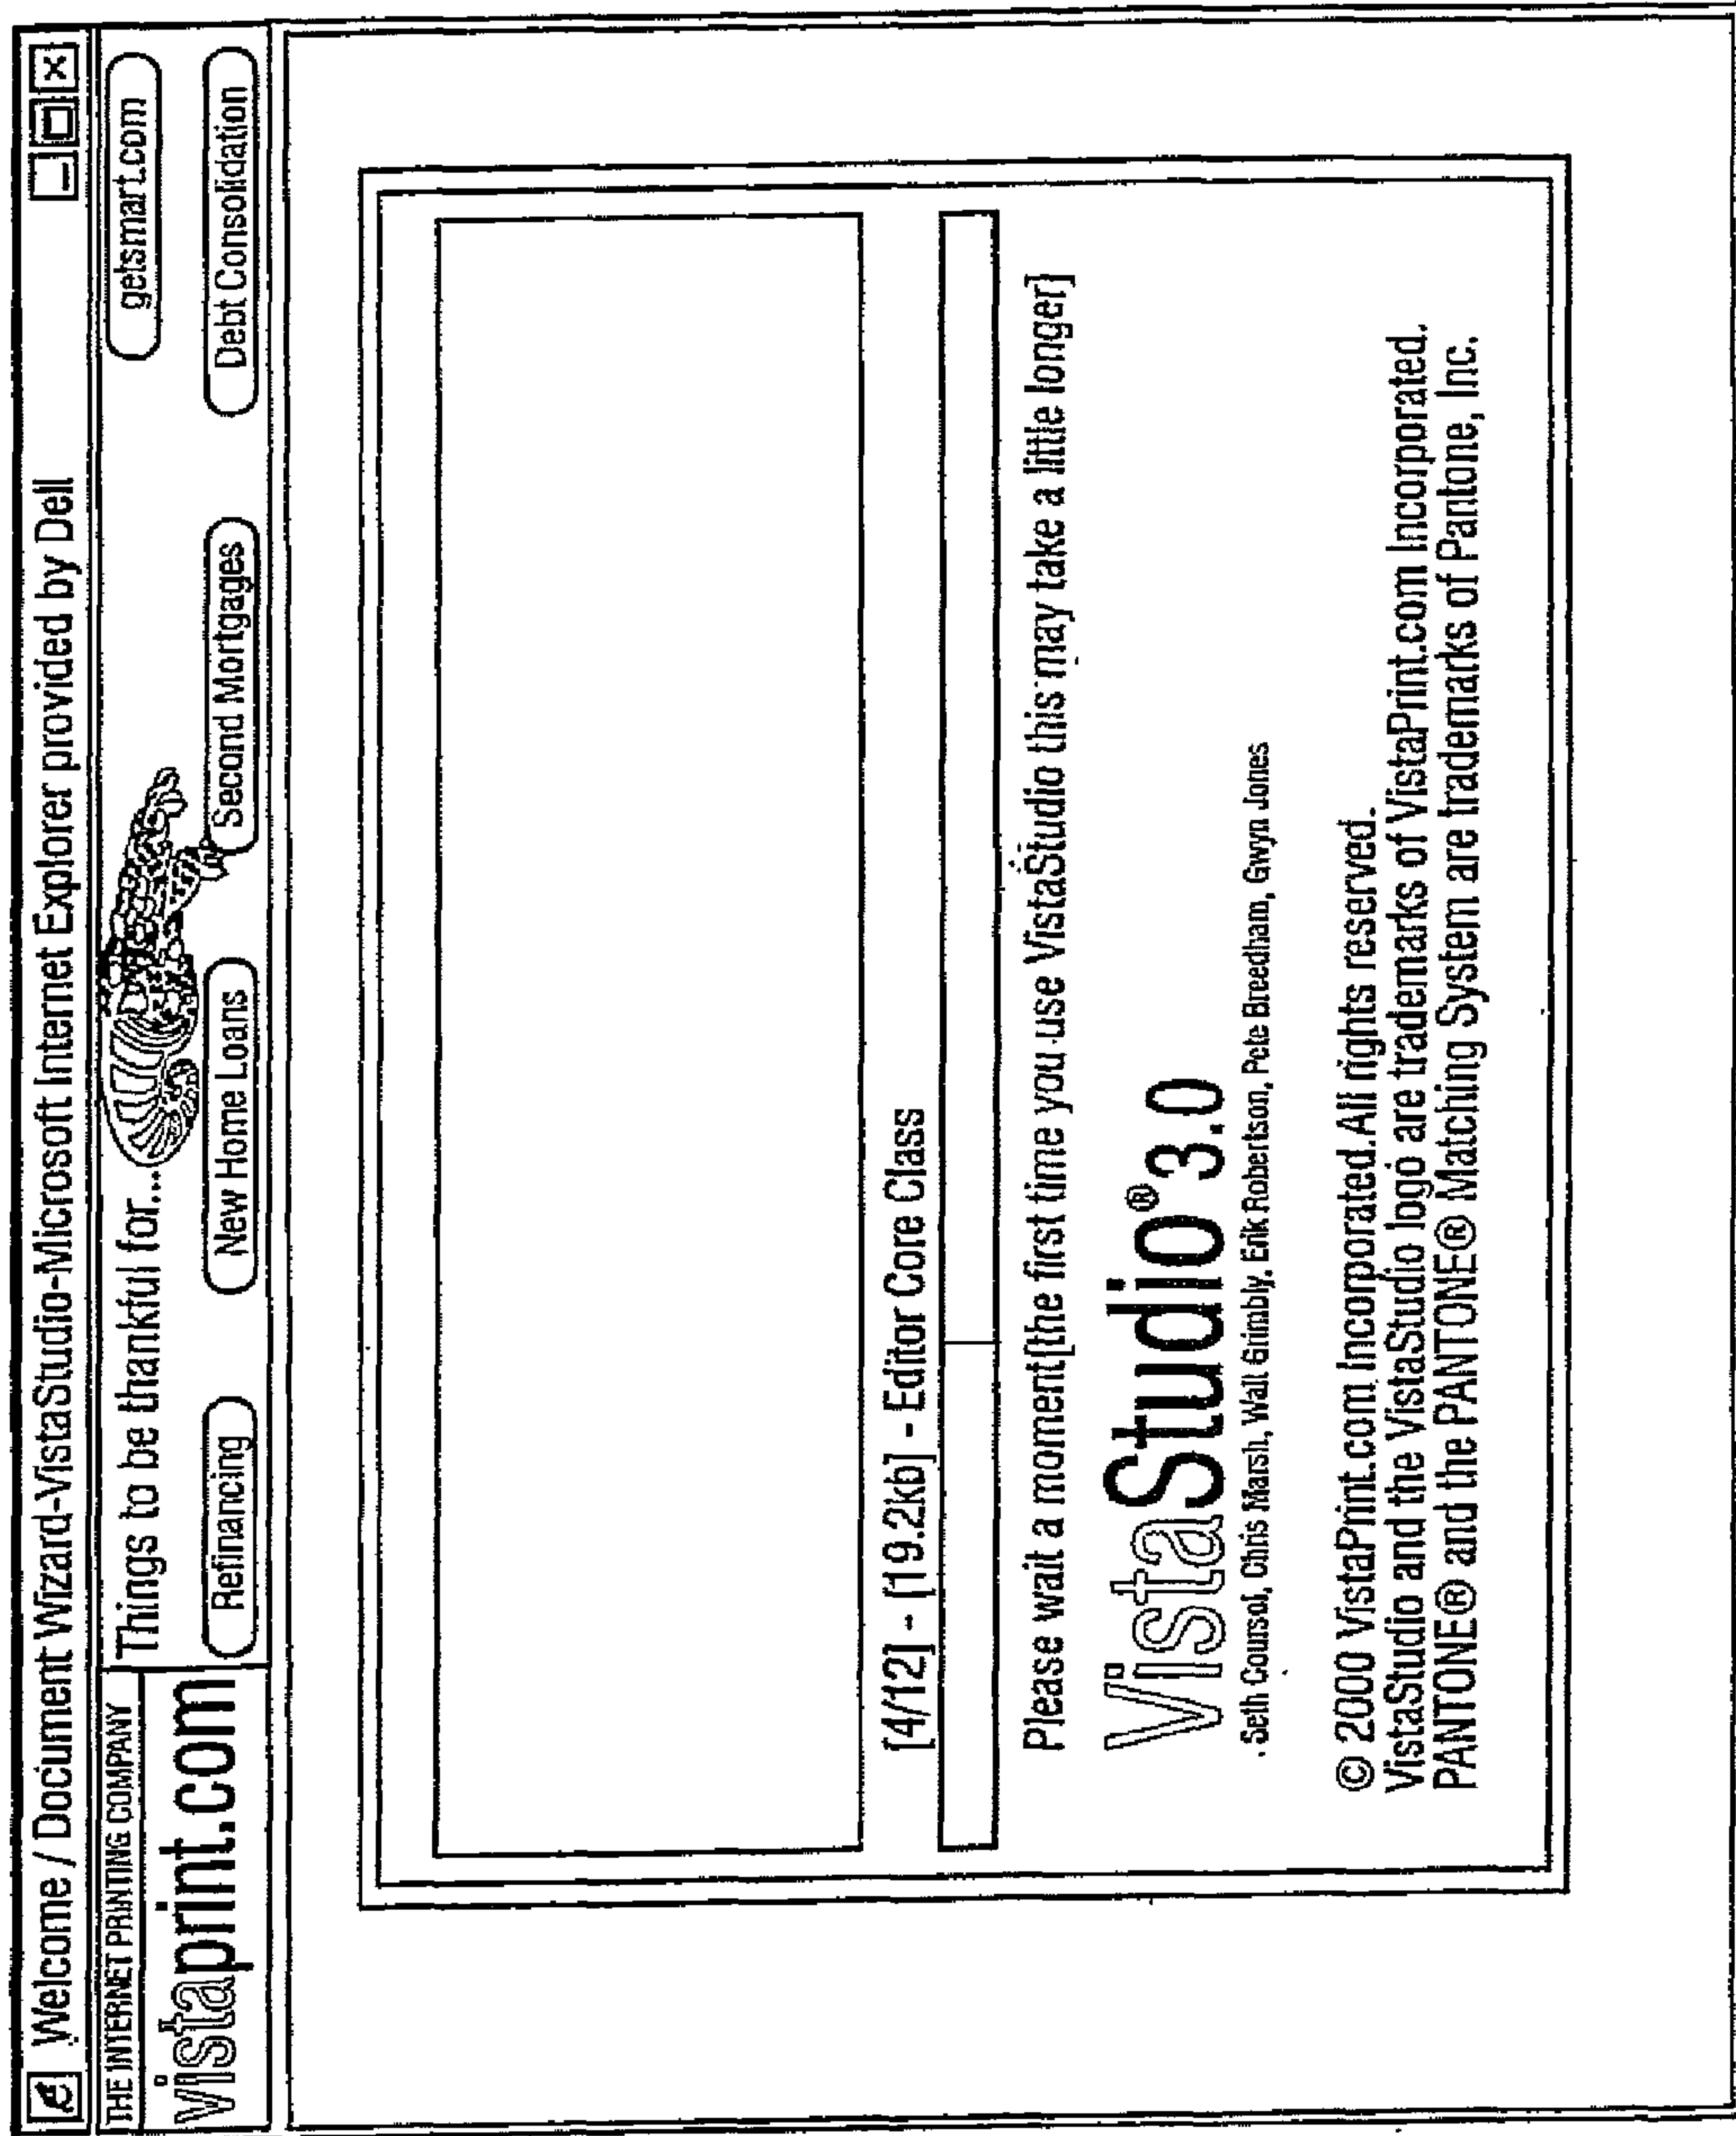 Welcome / Document Wizard-VistaStudio-Microsoft Internet Explorer provided by Dell
THE INTERNET PRINTING COMPANY
vistaprint.com
Things to be thankful for...
getsmart.com
Refinancing
New Home Loans
Second Mortgages
Debt Consolidation
[4/12] - [19.2kb] - Editor Core Class
Please wait a moment[the first time you use VistaStudio this may take a little longer]
VistaStudio® 3.0
Seth Coursol, Chris Marsh, Wall Grimbly, Erik Robertson, Pete Breedham, Gwyn Jones
© 2000 VistaPrint.com Incorporated.All rights reserved.
VistaStudio and the VistaStudio logo are trademarks of VistaPrint.com Incorporated.
PANTONE® and the PANTONE® Matching System are trademarks of Pantone, Inc.